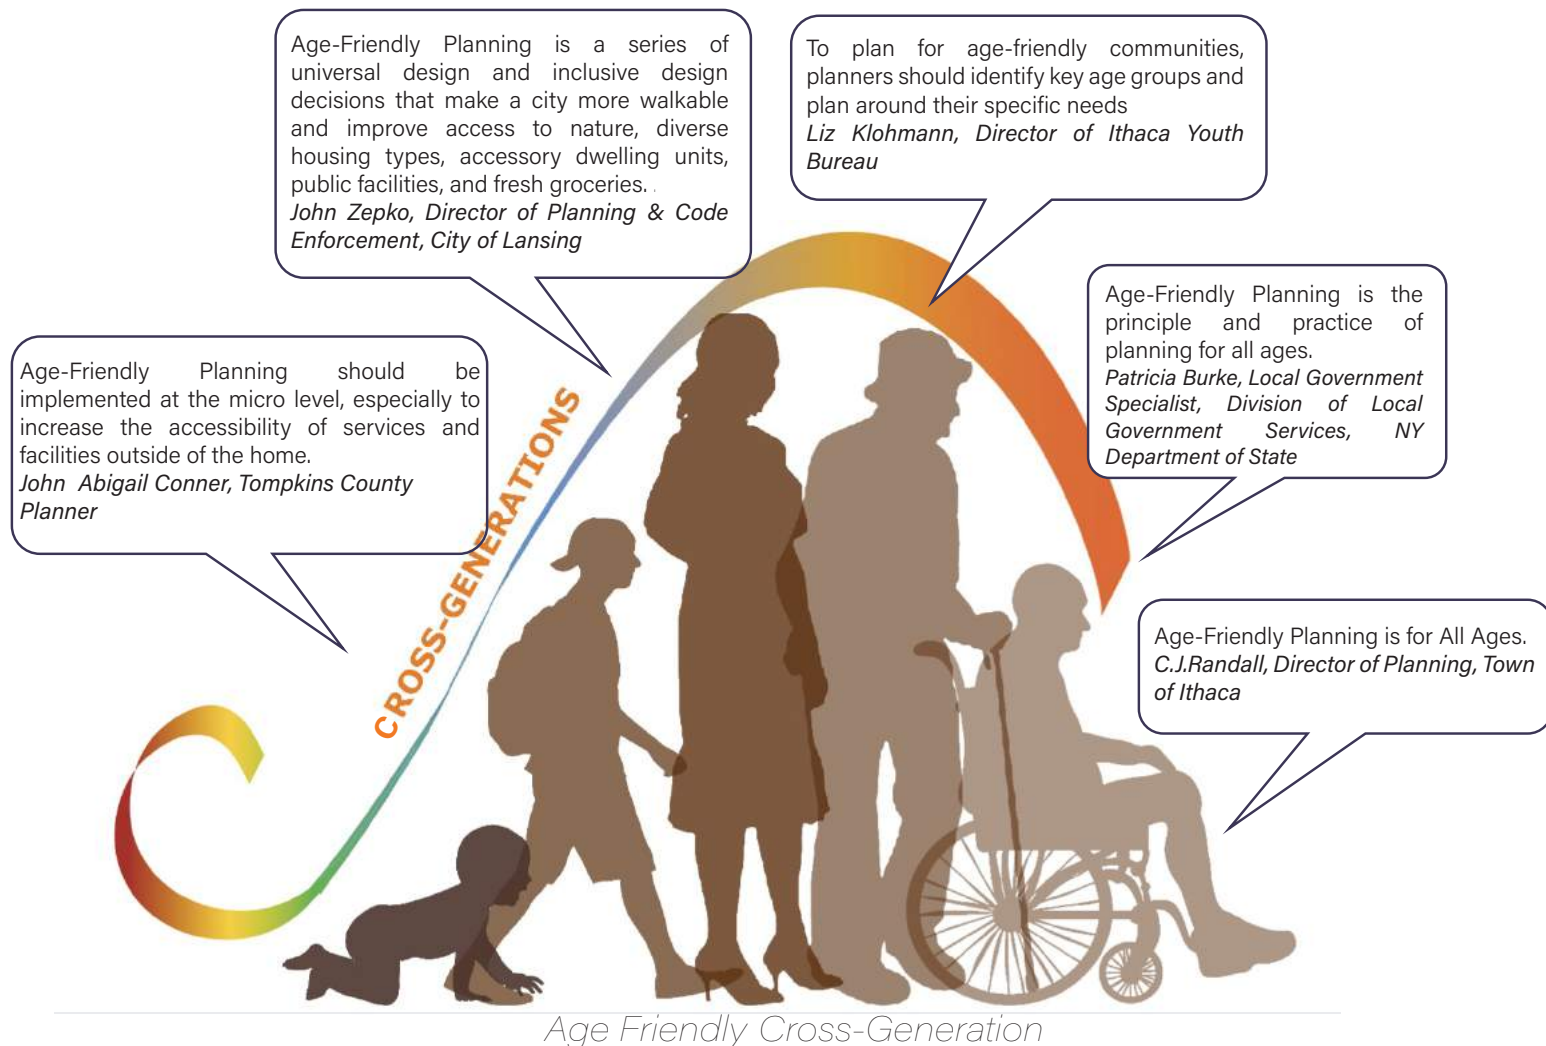 Age-Friendly Planning is a series of
universal design and inclusive design
decisions that make a city more walkable
and improve access to nature, diverse
housing types, accessory dwelling units,
public facilities, and fresh groceries. .
John Zepko, Director of Planning & Code
Enforcement, City of Lansing
To plan for age-friendly communities,
planners should identify key age groups and
plan around their specific needs
Liz Klohmann, Director of Ithaca Youth
Bureau
Age-Friendly Planning is the
principle and practice of
planning for all ages.
Patricia Burke, Local Government
Specialist, Division of Local
Government Services, NY
Department of State
Age-Friendly Planning should be
implemented at the micro level, especially to
increase the accessibility of services and
facilities outside of the home.
John Abigail Conner, Tompkins County
Planner
CROSS-GENERATIONS
Age-Friendly Planning is for All Ages.
C.J.Randall, Director of Planning, Town
of Ithaca
Age Friendly Cross-Generation